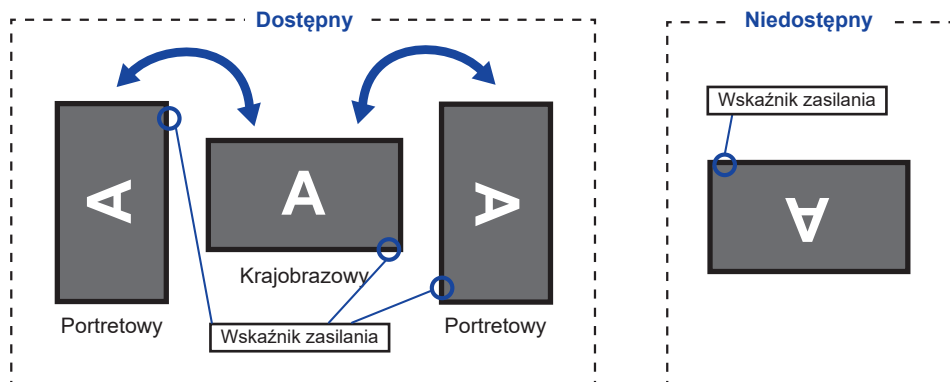 Dostępny
Niedostępny
Wskaźnik zasilania
A
A
A
A
Krajobrazowy
Portretowy
Wskaźnik zasilania
Portretowy